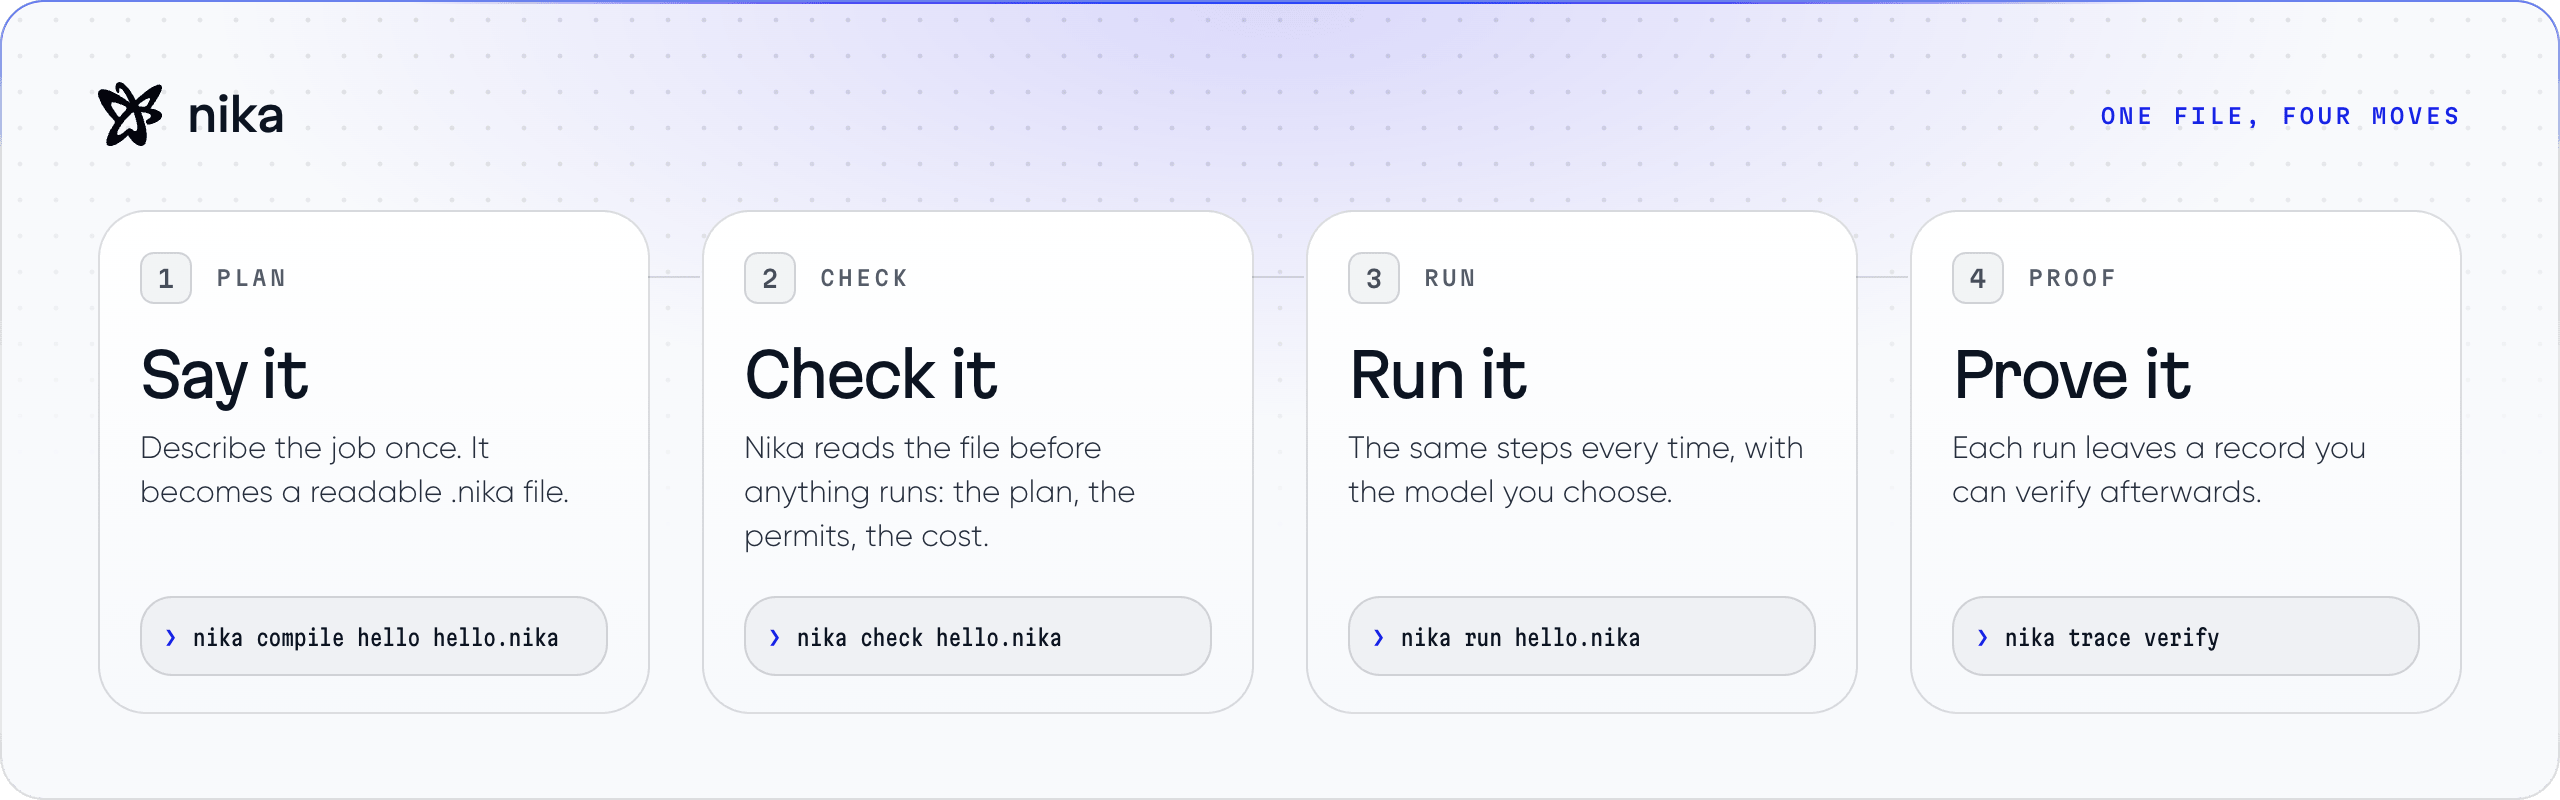 nika
ONE FILE, FOUR MOVES
1 PLAN
Say it
Describe the job once. It
becomes a readable .nika file.
❯ nika compile hello hello.nika
2 CHECK
Check it
Nika reads the file before
anything runs: the plan, the
permits, the cost.
❯ nika check hello.nika
3 RUN
Run it
The same steps every time, with
the model you choose.
❯ nika run hello.nika
4 PROOF
Prove it
Each run leaves a record you
can verify afterwards.
❯ nika trace verify